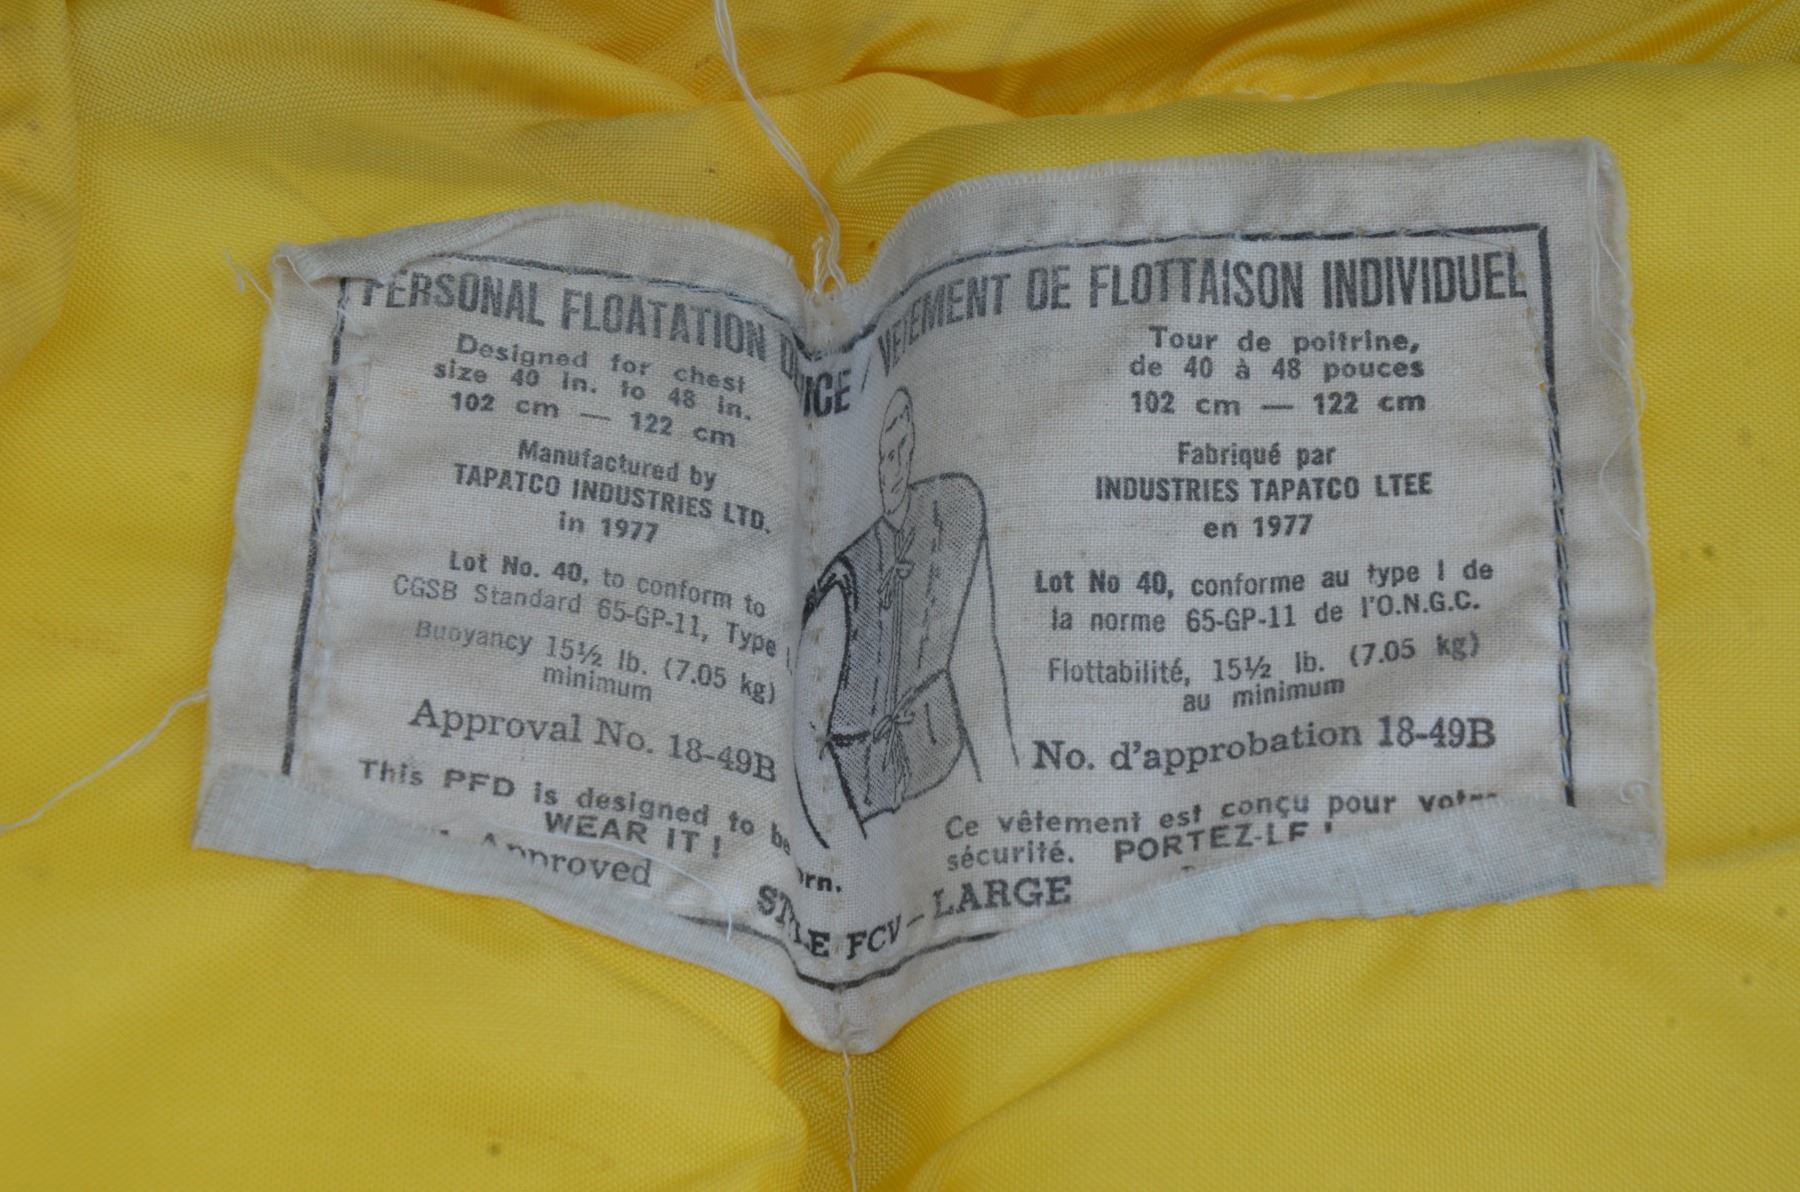 PERSONAL FLOATATION DEVICE / VÊTEMENT DE FLOTTAISON INDIVIDUEL
Designed for chest
size 40 in. to 48 in.
102 cm — 122 cm
Manufactured by
TAPATCO INDUSTRIES LTD.
in 1977
Lot No. 40, to conform to
CGSB Standard 65-GP-11, Type I
Buoyancy 15½ lb. (7.05 kg)
minimum
Approval No. 18-49B
This PFD is designed to be
WEAR IT !
Approved
Tour de poitrine,
de 40 à 48 pouces
102 cm — 122 cm
Fabriqué par
INDUSTRIES TAPATCO LTEE
en 1977
Lot No 40, conforme au type I de
la norme 65-GP-11 de l'O.N.G.C.
Flottabilité, 15½ lb. (7.05 kg)
au minimum
No. d'approbation 18-49B
Ce vêtement est conçu pour votre
sécurité. PORTEZ-LE !
STYLE FCV – LARGE